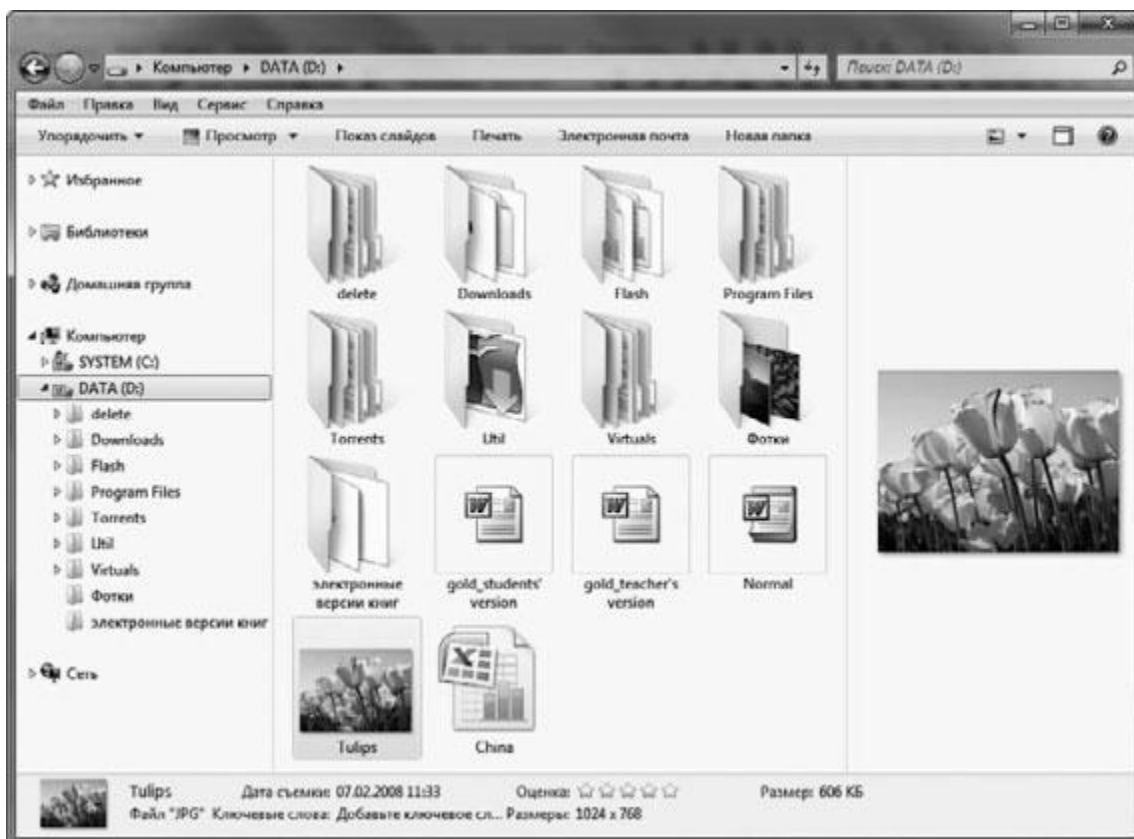 Компьютер ▸ DATA (D:) ▸
Поиск: DATA (D:)
Файл Правка Вид Сервис Справка
Упорядочить Просмотр Показ слайдов Печать Электронная почта Новая папка
Избранное
Библиотеки
Домашняя группа
Компьютер
SYSTEM (C:)
DATA (D:)
delete
Downloads
Flash
Program Files
Torrents
Util
Virtuals
Фотки
электронные версии книг
Сеть
delete Downloads Flash Program Files
Torrents Util Virtuals Фотки
электронные версии книг
gold_students' version
gold_teacher's version
Normal
Tulips China
Tulips Дата съемки: 07.02.2008 11:33 Оценка: Размер: 606 КБ
Файл "JPG" Ключевые слова: Добавьте ключевое сл... Размеры: 1024 x 768